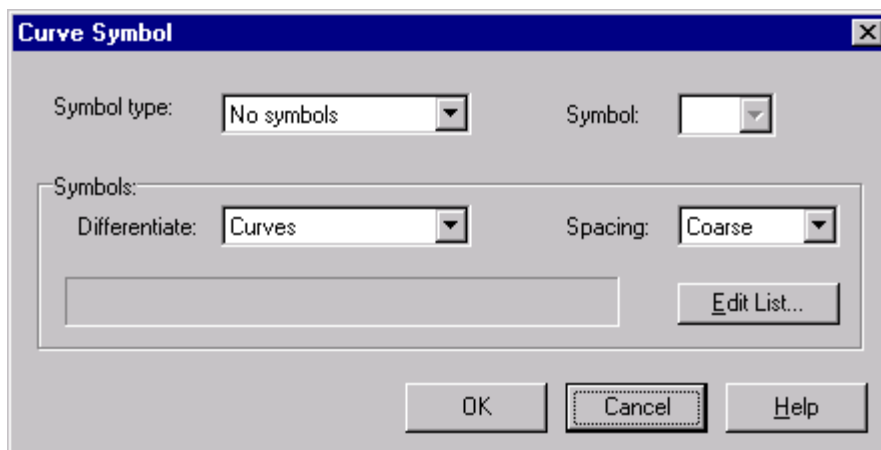 Curve Symbol
Symbol type: No symbols Symbol:
Symbols:
Differentiate: Curves Spacing: Coarse
Edit List...
OK Cancel Help